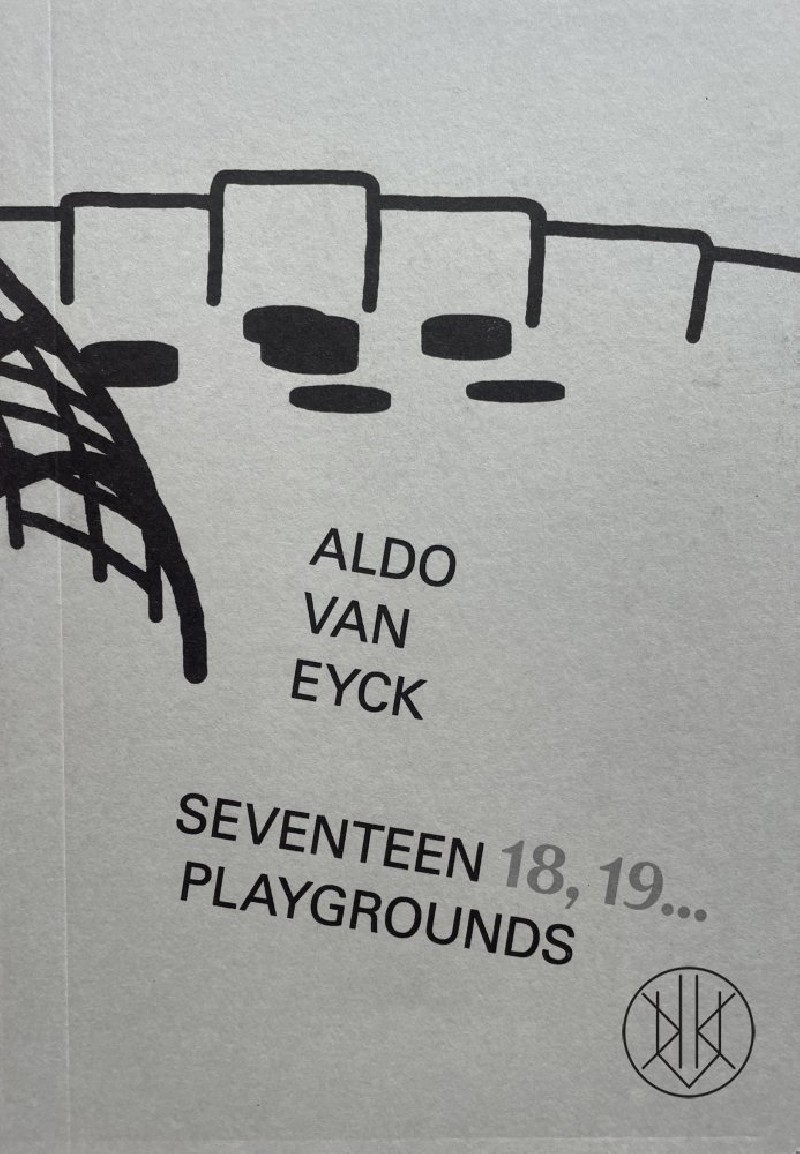 ALDO
VAN
EYCK
SEVENTEEN 18, 19...
PLAYGROUNDS